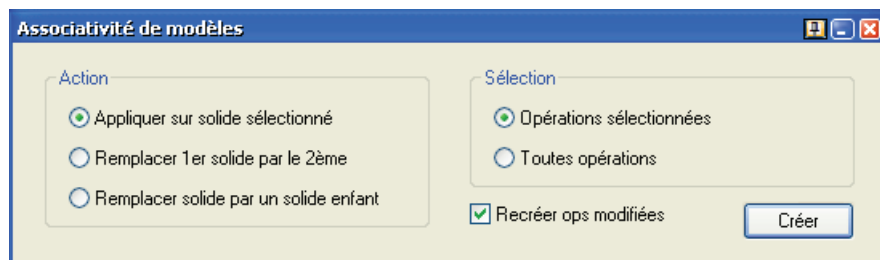 Associativité de modèles
Action
Appliquer sur solide sélectionné
Remplacer 1er solide par le 2ème
Remplacer solide par un solide enfant
Sélection
Opérations sélectionnées
Toutes opérations
Recréer ops modifiées
Créer